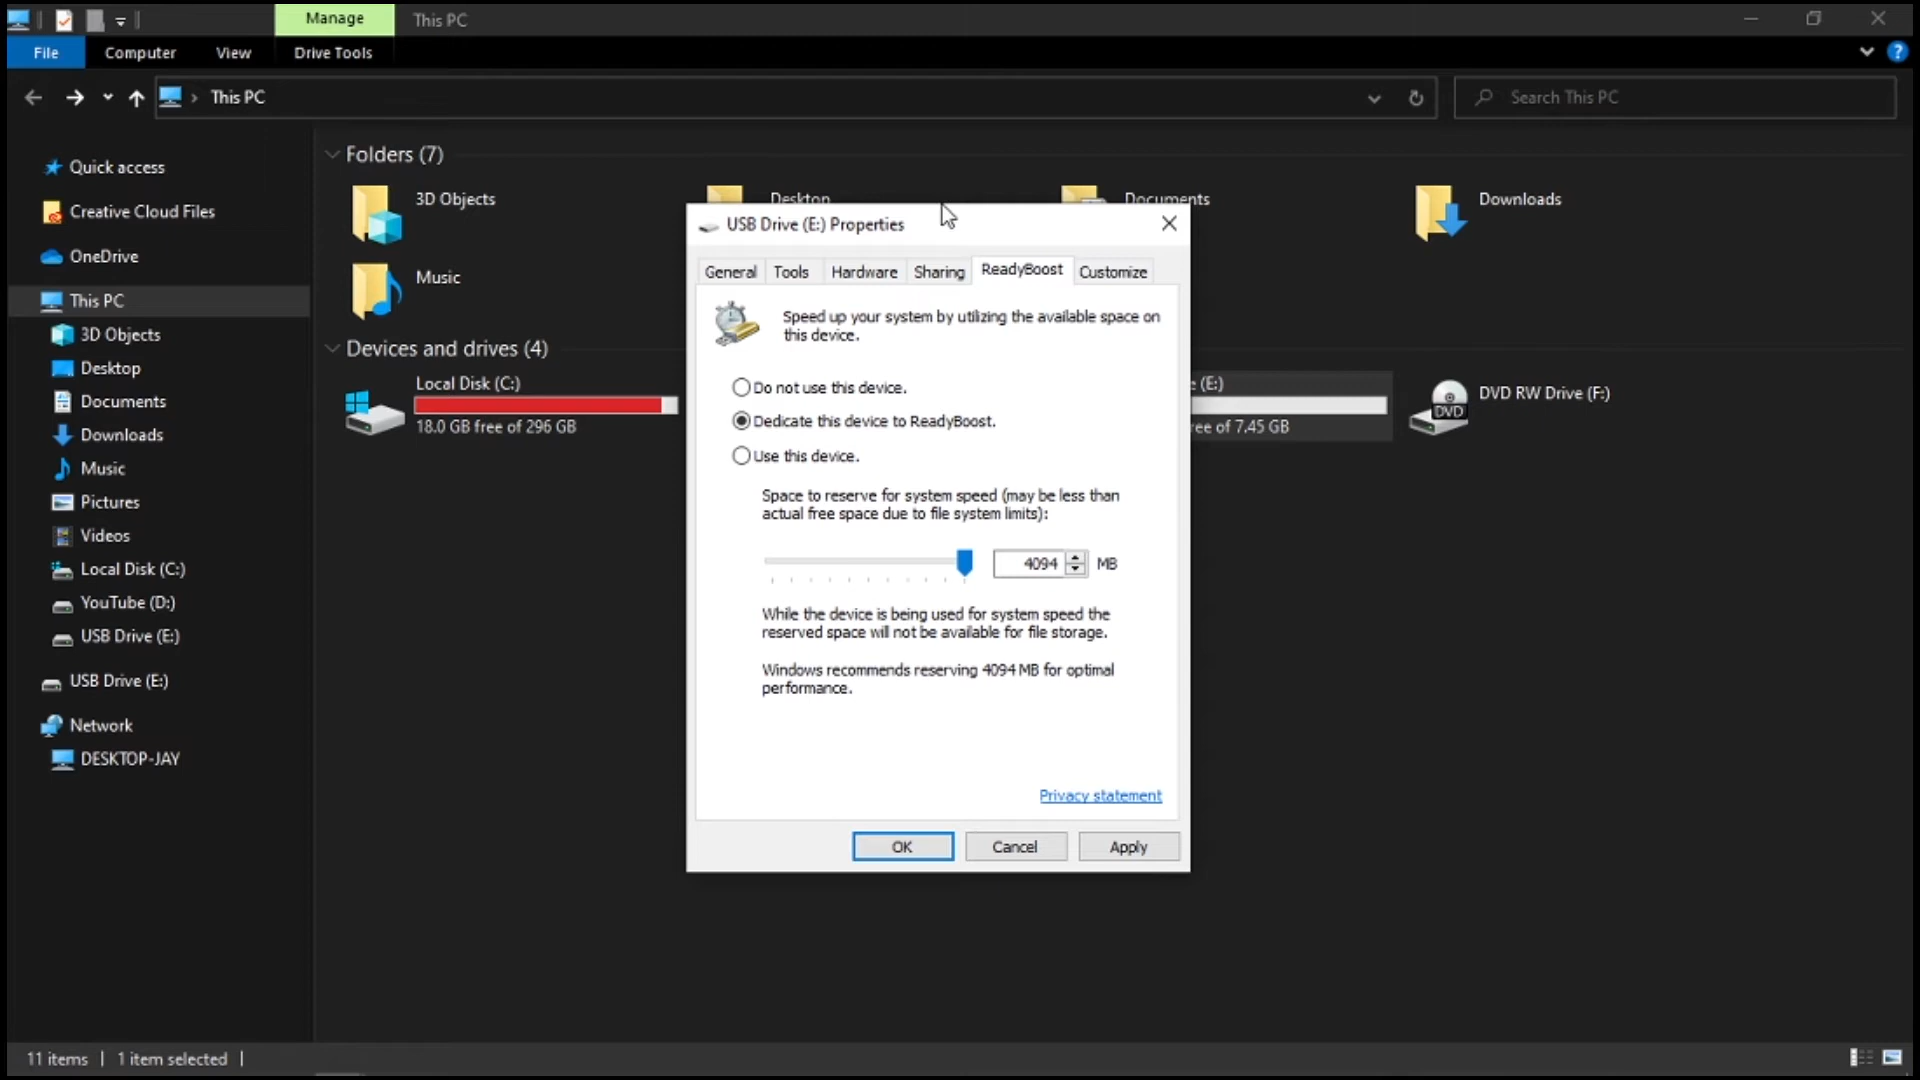 Manage
This PC
File
Computer
View
Drive Tools
This PC
Search This PC
Quick access
Creative Cloud Files
OneDrive
This PC
3D Objects
Desktop
Documents
Downloads
Music
Pictures
Videos
Local Disk (C:)
YouTube (D:)
USB Drive (E:)
USB Drive (E:)
Network
DESKTOP-JAY
Folders (7)
3D Objects
Desktop
Documents
Downloads
Music
Devices and drives (4)
Local Disk (C:)
18.0 GB free of 296 GB
e (E:)
ree of 7.45 GB
DVD
DVD RW Drive (F:)
USB Drive (E:) Properties
General
Tools
Hardware
Sharing
ReadyBoost
Customize
Speed up your system by utilizing the available space on
this device.
Do not use this device.
Dedicate this device to ReadyBoost.
Use this device.
Space to reserve for system speed (may be less than
actual free space due to file system limits):
4094 MB
While the device is being used for system speed the
reserved space will not be available for file storage.
Windows recommends reserving 4094 MB for optimal
performance.
Privacy statement
OK
Cancel
Apply
11 items
1 item selected